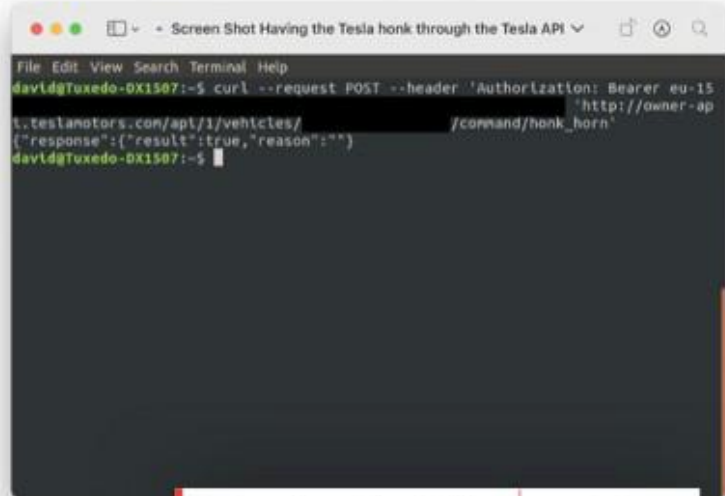 Screen Shot Having the Tesla honk through the Tesla API
File Edit View Search Terminal Help
david@Tuxedo-DX1507:~$ curl --request POST --header 'Authorization: Bearer eu-15
'http://owner-ap
i.teslamotors.com/api/1/vehicles/ /command/honk_horn'
{"response":{"result":true,"reason":""}
david@Tuxedo-DX1507:~$